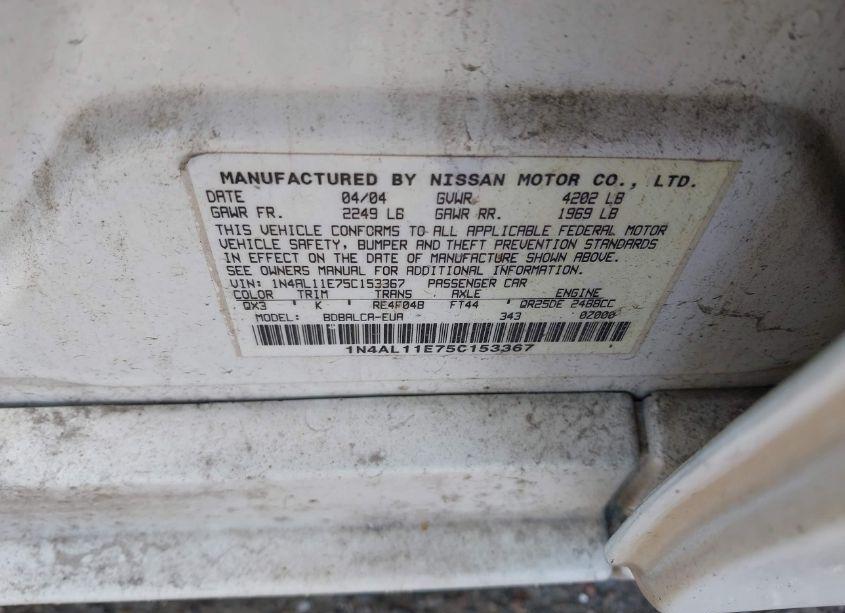 MANUFACTURED BY NISSAN MOTOR CO., LTD.
DATE 04/04 GVWR 4202 LB
GAWR FR. 2249 LB GAWR RR. 1969 LB
THIS VEHICLE CONFORMS TO ALL APPLICABLE FEDERAL MOTOR
VEHICLE SAFETY, BUMPER AND THEFT PREVENTION STANDARDS
IN EFFECT ON THE DATE OF MANUFACTURE SHOWN ABOVE.
SEE OWNERS MANUAL FOR ADDITIONAL INFORMATION.
VIN: 1N4AL11E75C153367 PASSENGER CAR
COLOR TRIM TRANS AXLE ENGINE
QX3 K RE4F04B FT44 QR25DE 2488CC
MODEL: BDBALCA-EUA 343 0Z000
1N4AL11E75C153367